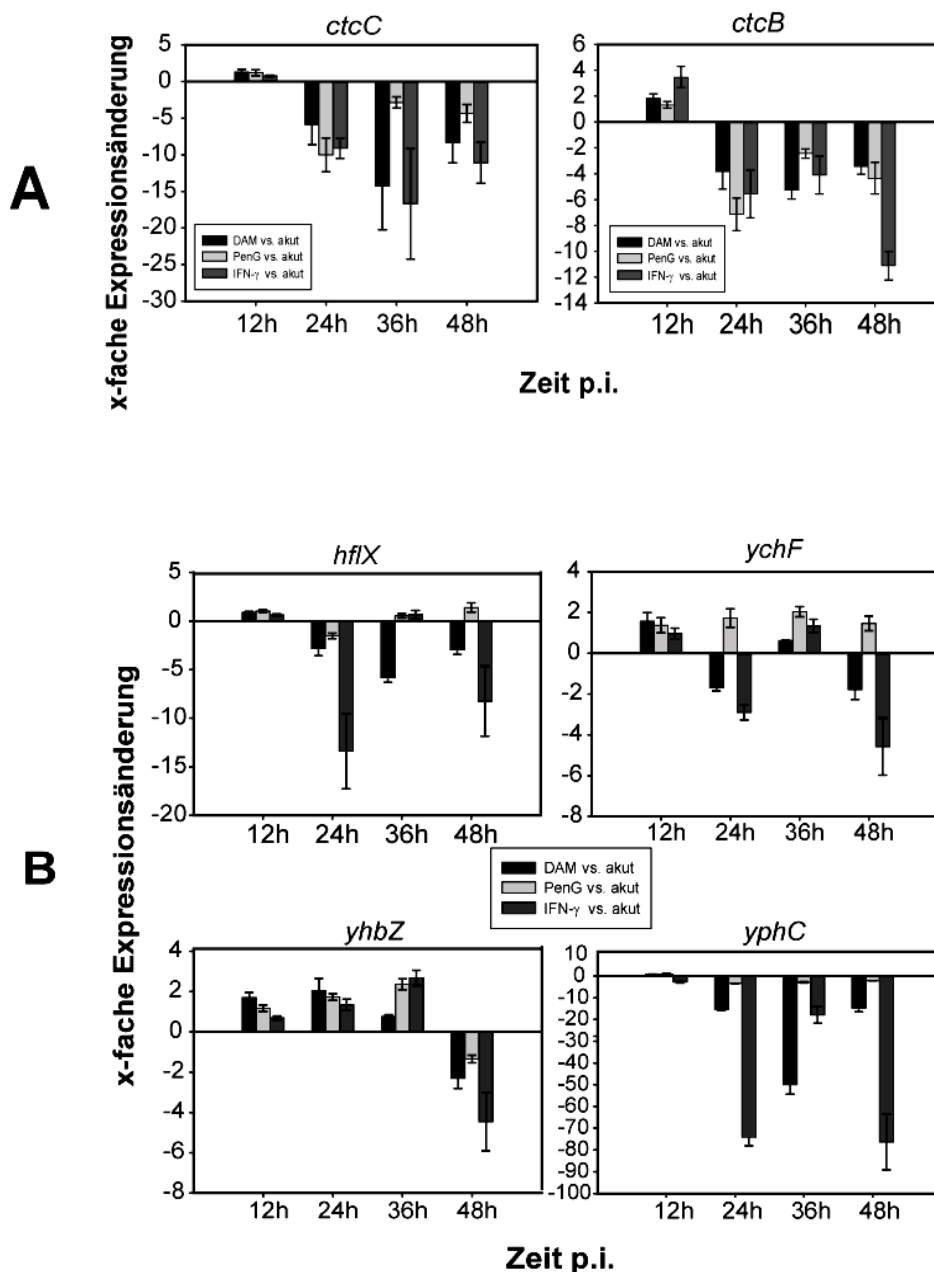 A
x-fache Expressionsänderung
ctcC
5
0
-5
-10
-15
-20
-25
-30
DAM vs. akut
PenG vs. akut
IFN-γ vs. akut
12h 24h 36h 48h
ctcB
6
4
2
0
-2
-4
-6
-8
-10
-12
-14
DAM vs. akut
PenG vs. akut
IFN-γ vs. akut
12h 24h 36h 48h
Zeit p.i.
B
x-fache Expressionsänderung
hflX
5
0
-5
-10
-15
-20
12h 24h 36h 48h
ychF
4
2
0
-2
-4
-6
-8
12h 24h 36h 48h
DAM vs. akut
PenG vs. akut
IFN-γ vs. akut
yhbZ
4
2
0
-2
-4
-6
-8
12h 24h 36h 48h
yphC
10
0
-10
-20
-30
-40
-50
-60
-70
-80
-90
-100
12h 24h 36h 48h
Zeit p.i.